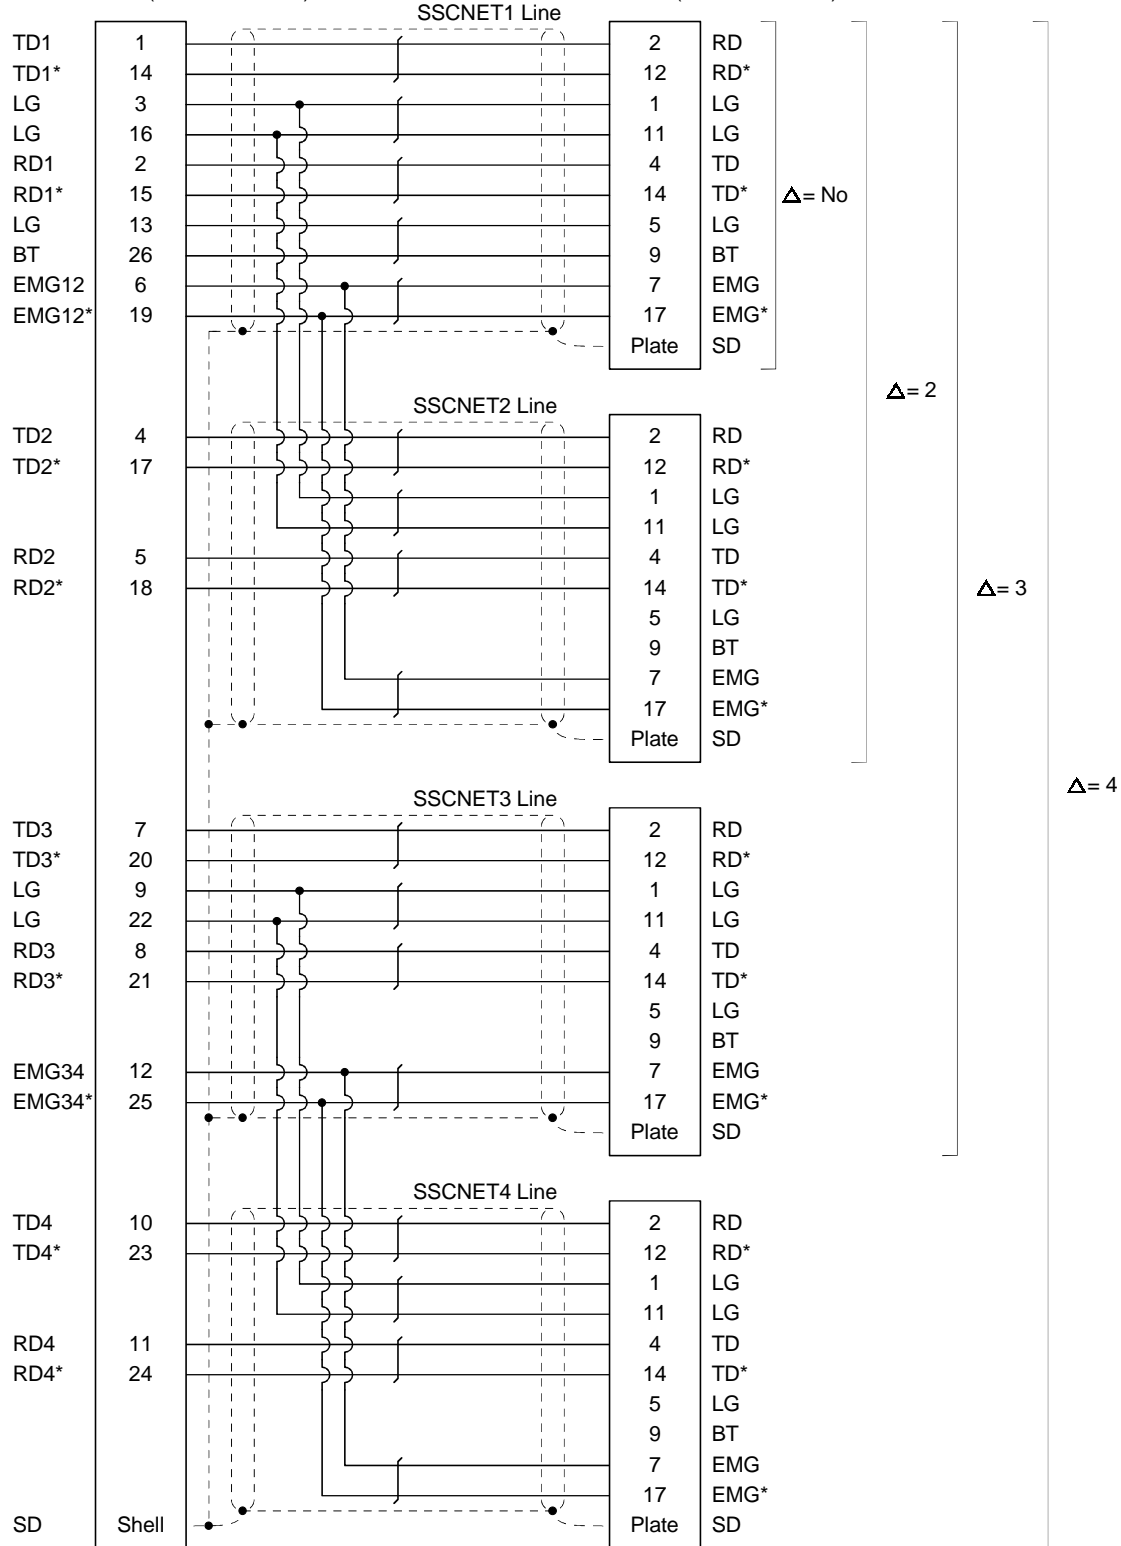 SSCNET1 Line
TD1 1 2 RD
TD1* 14 12 RD*
LG 3 1 LG
LG 16 11 LG
RD1 2 4 TD
RD1* 15 14 TD* Δ= No
LG 13 5 LG
BT 26 9 BT
EMG12 6 7 EMG
EMG12* 19 17 EMG*
Plate SD
Δ= 2
SSCNET2 Line
TD2 4 2 RD
TD2* 17 12 RD*
1 LG
11 LG
RD2 5 4 TD
RD2* 18 14 TD* Δ= 3
5 LG
9 BT
7 EMG
17 EMG*
Plate SD
Δ= 4
SSCNET3 Line
TD3 7 2 RD
TD3* 20 12 RD*
LG 9 1 LG
LG 22 11 LG
RD3 8 4 TD
RD3* 21 14 TD*
5 LG
9 BT
EMG34 12 7 EMG
EMG34* 25 17 EMG*
Plate SD
SSCNET4 Line
TD4 10 2 RD
TD4* 23 12 RD*
1 LG
11 LG
RD4 11 4 TD
RD4* 24 14 TD*
5 LG
9 BT
7 EMG
17 EMG*
SD Shell Plate SD